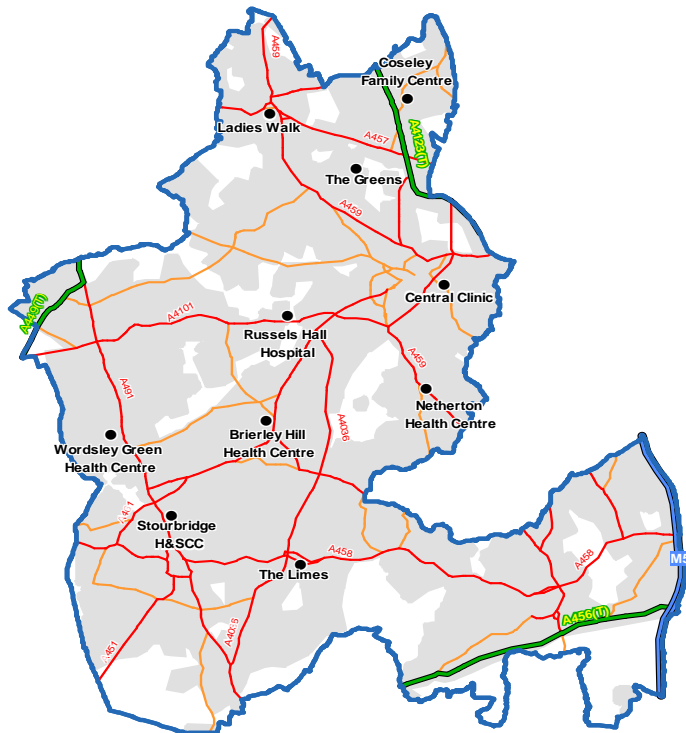 A459
Coseley
Family Centre
Ladies Walk
A457
A4123(T)
The Greens
A459
Central Clinic
A449(T)
A4101
Russels Hall
Hospital
A459
A491
Netherton
Health Centre
A4036
Brierley Hill
Health Centre
Wordsley Green
Health Centre
Stourbridge
H&SCC
A458
A458
M5
The Limes
A456(T)
A451